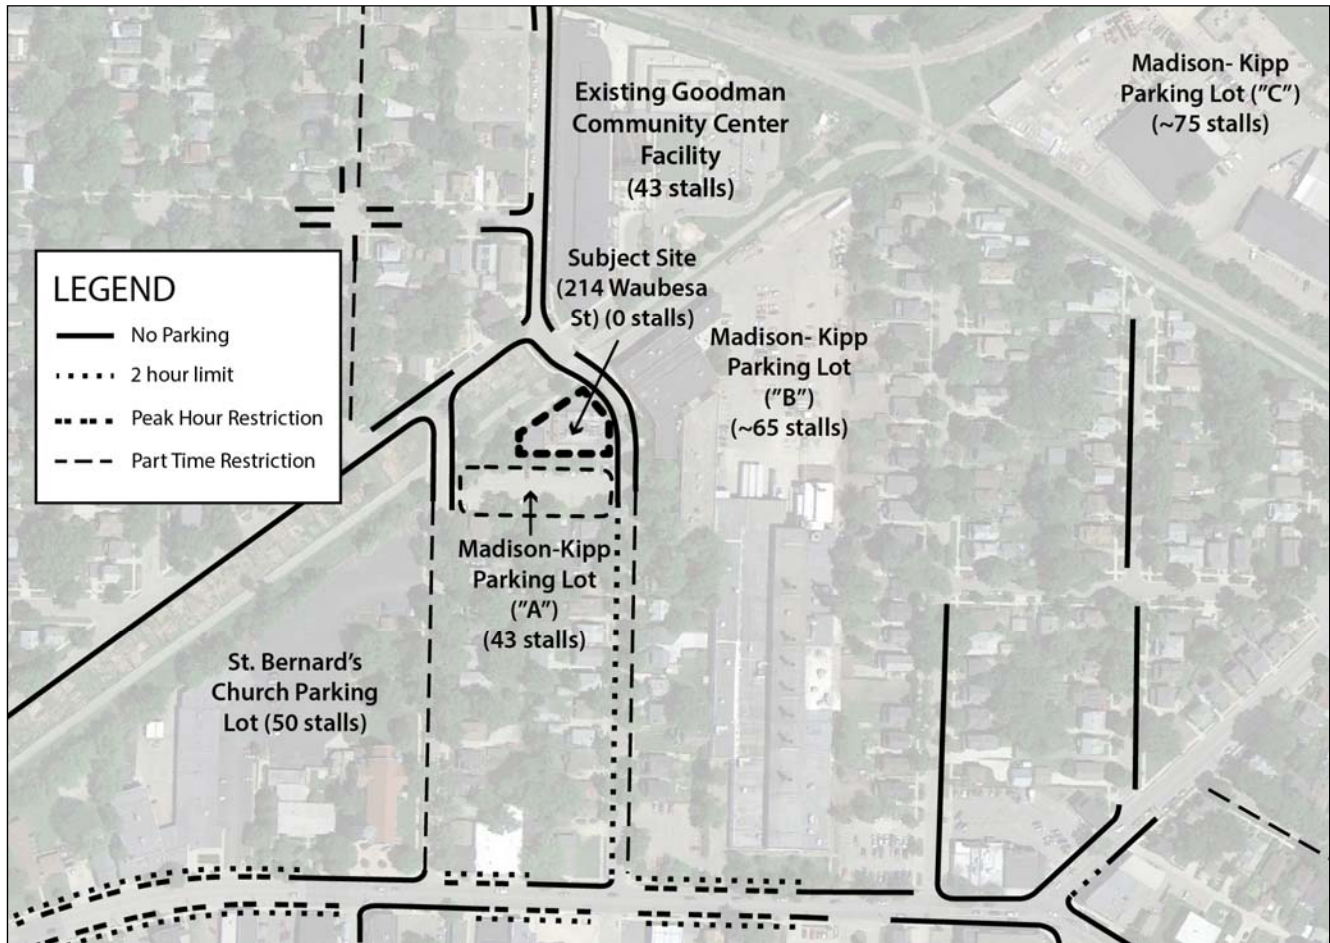 Existing Goodman
Community Center
Facility
(43 stalls)
Madison- Kipp
Parking Lot (”C”)
(~75 stalls)
Subject Site
(214 Waubesa
St) (0 stalls)
LEGEND
No Parking
2 hour limit
Peak Hour Restriction
Part Time Restriction
Madison- Kipp
Parking Lot
(”B”)
(~65 stalls)
Madison-Kipp
Parking Lot
(”A”)
(43 stalls)
St. Bernard’s
Church Parking
Lot (50 stalls)